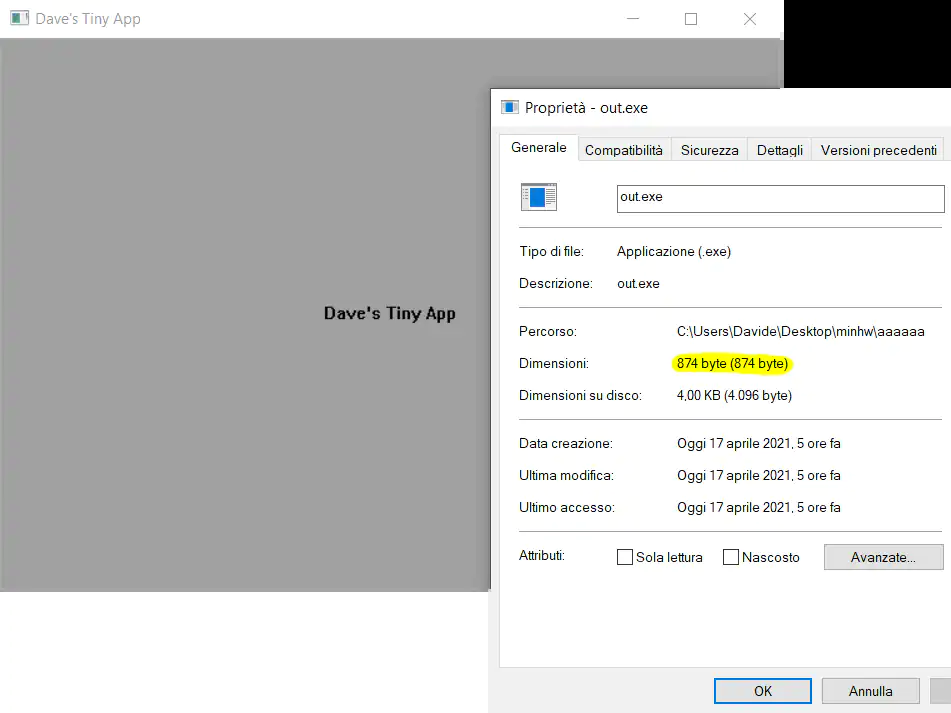 Dave's Tiny App
Proprietà - out.exe
Generale
Compatibilità
Sicurezza
Dettagli
Versioni precedenti
out.exe
Tipo di file: Applicazione (.exe)
Descrizione: out.exe
Dave's Tiny App
Percorso: C:\Users\Davide\Desktop\minhw\aaaaaa
Dimensioni: 874 byte (874 byte)
Dimensioni su disco: 4,00 KB (4.096 byte)
Data creazione: Oggi 17 aprile 2021, 5 ore fa
Ultima modifica: Oggi 17 aprile 2021, 5 ore fa
Ultimo accesso: Oggi 17 aprile 2021, 5 ore fa
Attributi: Sola lettura Nascosto Avanzate...
OK Annulla